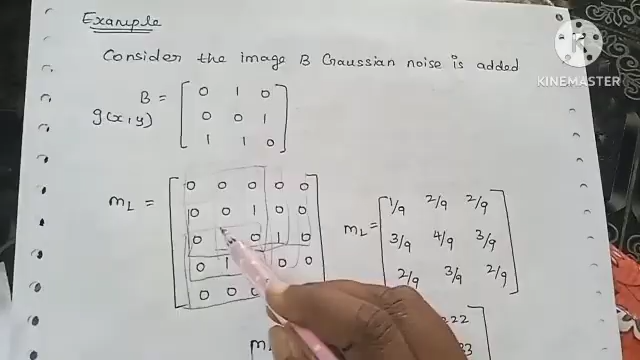 Example
Consider the image B Gaussian noise is added
KINEMASTER
B = 0 1 0
g(x,y) 0 0 1
1 1 0
mL = 0 0 0 0 0
0 0 1 0 0
0 0 1 0
0 1 0 0
0 0 0
mL = 1/9 2/9 2/9
3/9 4/9 3/9
2/9 3/9 2/9
222
33